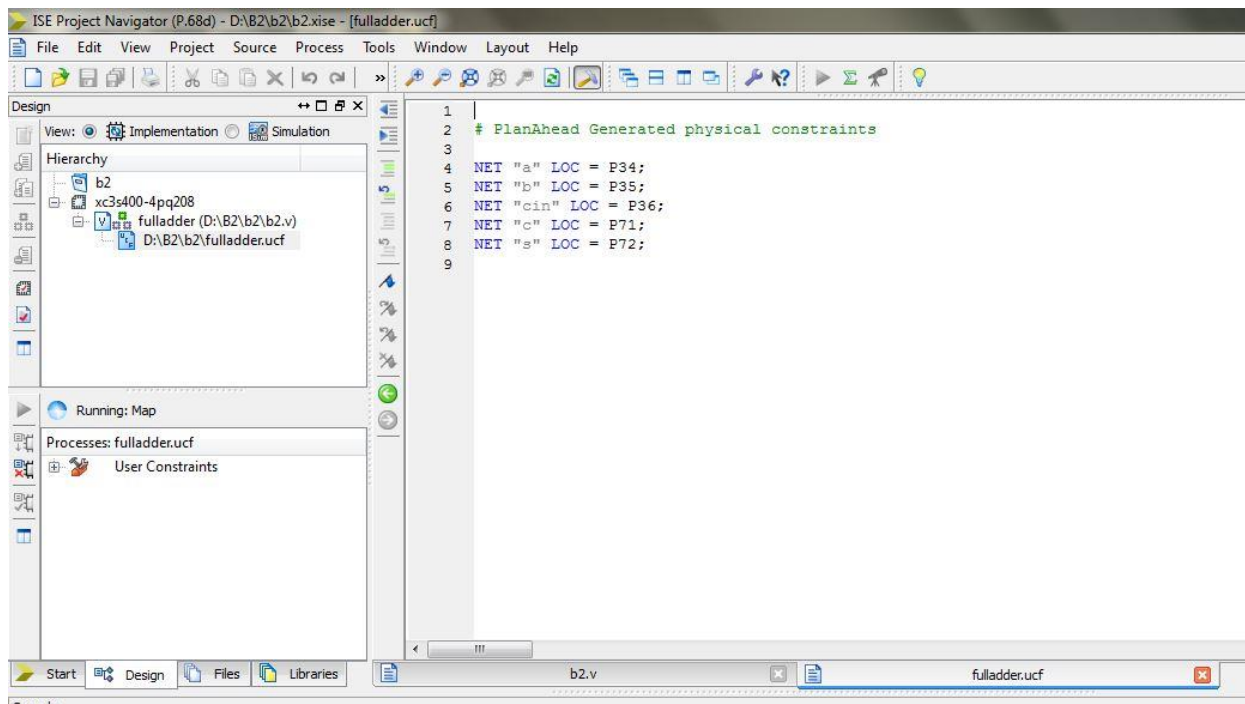 ISE Project Navigator (P.68d) - D:\B2\b2\b2.xise - [fulladder.ucf]
File Edit View Project Source Process Tools Window Layout Help
Design
View: Implementation Simulation
Hierarchy
b2
xc3s400-4pq208
fulladder (D:\B2\b2\b2.v)
D:\B2\b2\fulladder.ucf
Running: Map
Processes: fulladder.ucf
User Constraints
Start Design Files Libraries
1
2 # PlanAhead Generated physical constraints
3
4 NET "a" LOC = P34;
5 NET "b" LOC = P35;
6 NET "cin" LOC = P36;
7 NET "c" LOC = P71;
8 NET "s" LOC = P72;
9
b2.v fulladder.ucf